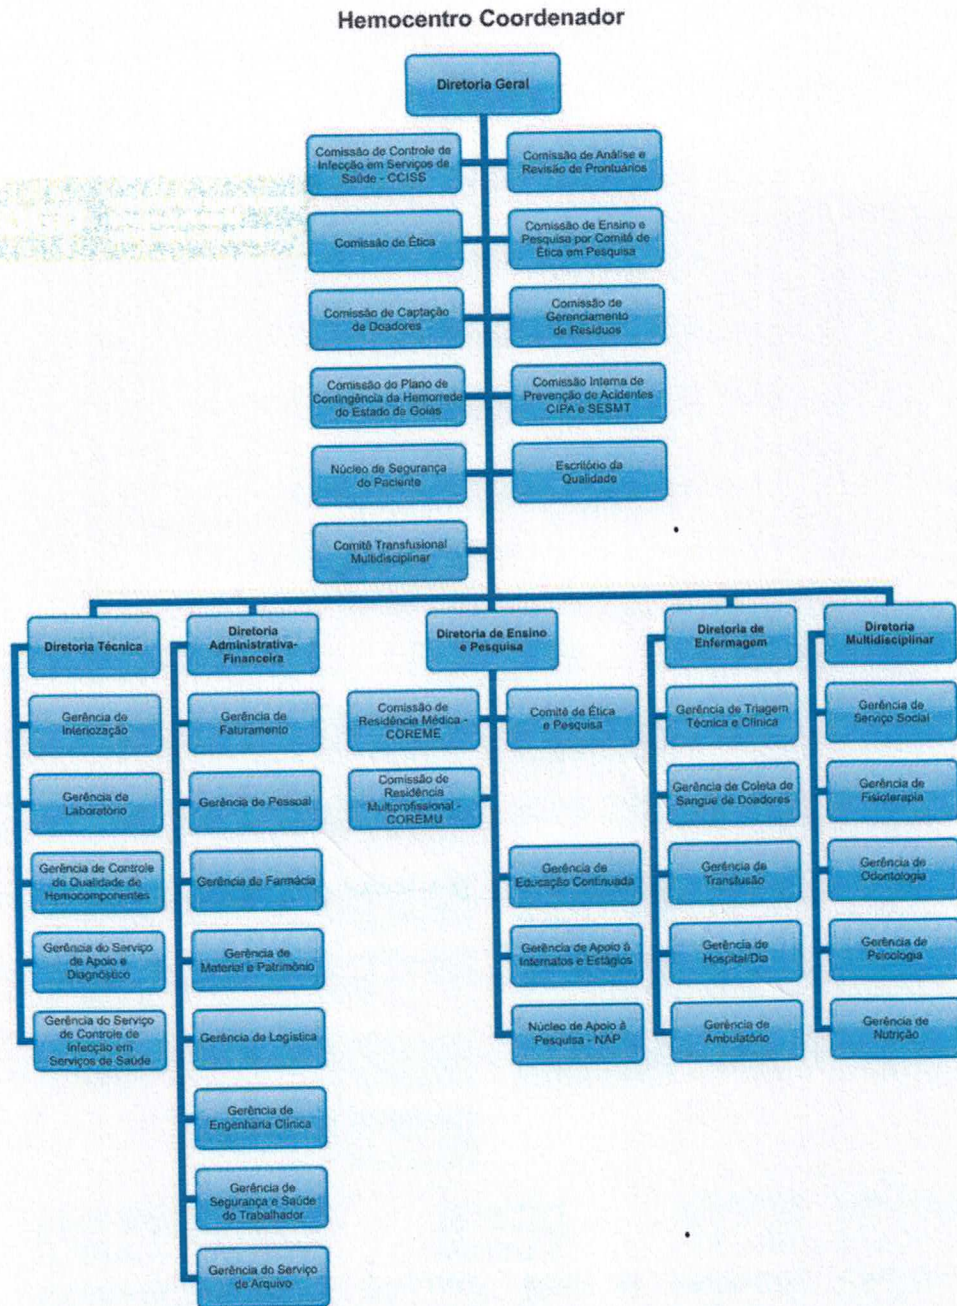 Hemocentro Coordenador
Diretoria Geral
Comissão de Controle de
Infecção em Serviços de
Saúde - CCISS
Comissão de Análise e
Revisão de Prontuários
Comissão de Ética
Comissão de Ensino e
Pesquisa por Comitê de
Ética em Pesquisa
Comissão de Captação
de Doadores
Comissão de
Gerenciamento
de Resíduos
Comissão do Plano de
Contingência da Hemorrede
do Estado de Goiás
Comissão Interna de
Prevenção de Acidentes
CIPA e SESMT
Núcleo de Segurança
do Paciente
Escritório da
Qualidade
Comitê Transfusional
Multidisciplinar
Diretoria Técnica
Gerência de
Interiozação
Gerência de
Laboratório
Gerência de Controle
de Qualidade de
Hemocomponentes
Gerência do Serviço
de Apoio e
Diagnóstico
Gerência do Serviço
de Controle de
Infecção em
Serviços de Saúde
Diretoria
Administrativa-
Financeira
Gerência de
Faturamento
Gerência de Pessoal
Gerência de Farmácia
Gerência de
Material e Patrimônio
Gerência de Logística
Gerência de
Engenharia Clínica
Gerência de
Segurança e Saúde
do Trabalhador
Gerência do Serviço
de Arquivo
Diretoria de Ensino
e Pesquisa
Comissão de
Residência Médica -
COREME
Comitê de Ética
e Pesquisa
Comissão de
Residência
Multiprofissional -
COREMU
Gerência de
Educação Continuada
Gerência de Apoio à
Internatos e Estágios
Núcleo de Apoio à
Pesquisa - NAP
Diretoria de
Enfermagem
Gerência de Triagem
Técnica e Clínica
Gerência de Coleta de
Sangue de Doadores
Gerência de
Transfusão
Gerência de
Hospital/Dia
Gerência de
Ambulatório
Diretoria
Multidisciplinar
Gerência de
Serviço Social
Gerência de
Fisioterapia
Gerência de
Odontologia
Gerência de
Psicologia
Gerência de
Nutrição